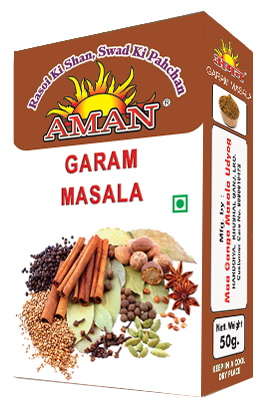 Rasoi Ki Shan, Swad Ki Pahchan
AMAN®
GARAM
MASALA
GARAM MASALA
Mfg. by :
Maa Ganga Masala Udyog
Customer Care No.
Nett. Weight
50g.
KEEP IN A COOL
DRY PLACE